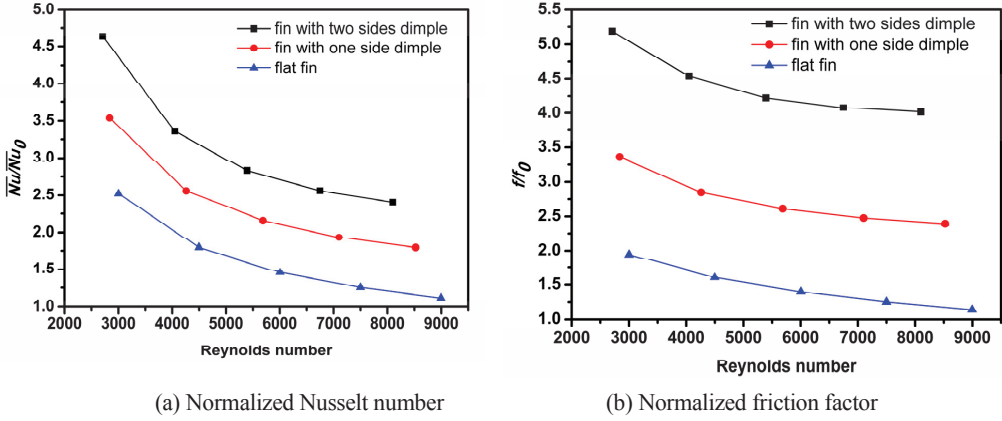 5.0
4.5
4.0
3.5
3.0
2.5
2.0
1.5
1.0
Nu/Nu0
fin with two sides dimple
fin with one side dimple
flat fin
2000 3000 4000 5000 6000 7000 8000 9000
Reynolds number
(a) Normalized Nusselt number
5.5
5.0
4.5
4.0
3.5
3.0
2.5
2.0
1.5
1.0
f/f0
fin with two sides dimple
fin with one side dimple
flat fin
2000 3000 4000 5000 6000 7000 8000 9000
Reynolds number
(b) Normalized friction factor